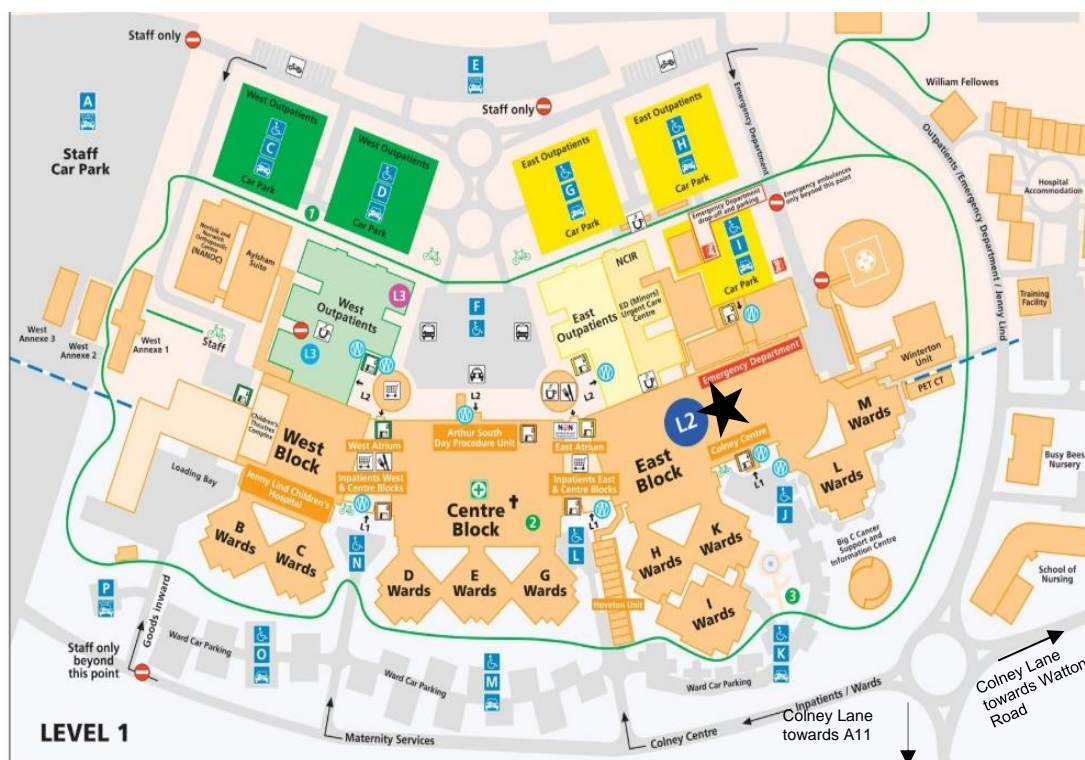 Staff only
E
Staff only
A
Staff
Car Park
West Outpatients
C
Car Park
West Outpatients
D
Car Park
East Outpatients
G
Car Park
East Outpatients
H
Car Park
Emergency Department
William Fellowes
Outpatients /Emergency Department / Jenny Lind
Hospital
Accommodation
Emergency ambulances
only beyond this point
Emergency Department
drop-off and parking
I
Car Park
1
Norfolk and
Norwich
Orthopaedic
Centre
(NANOC)
Aylsham
Suite
West
Outpatients
L3
L3
F
East
Outpatients
NCIR
ED (Minors)
Urgent Care
Centre
Training
Facility
West
Annexe 3
West
Annexe 2
West
Annexe 1
Staff
W
W
W
W
L2
L2
L2
L2
Emergency Department
Winterton
Unit
PET CT
M
Wards
Children's
Theatres
Complex
West
Block
West Atrium
Arthur South
Day Procedure Unit
East Atrium
East
Block
Colney Centre
W
W
L1
L
Wards
Busy Bees
Nursery
Loading Bay
Jenny Lind Children's
Hospital
Inpatients West
& Centre Blocks
W
L1
Centre
Block
2
Inpatients East
& Centre Blocks
W
L1
J
B
Wards
C
Wards
N
D
Wards
E
Wards
G
Wards
L
H
Wards
K
Wards
I
Wards
Hoveton Unit
Big C Cancer
Support and
Information Centre
3
School of
Nursing
P
Goods inward
Staff only
beyond
this point
Ward Car Parking
O
Ward Car Parking
M
Ward Car Parking
K
Inpatients / Wards
Colney Centre
Maternity Services
Colney Lane
towards A11
Colney Lane
towards Watton
Road
LEVEL 1